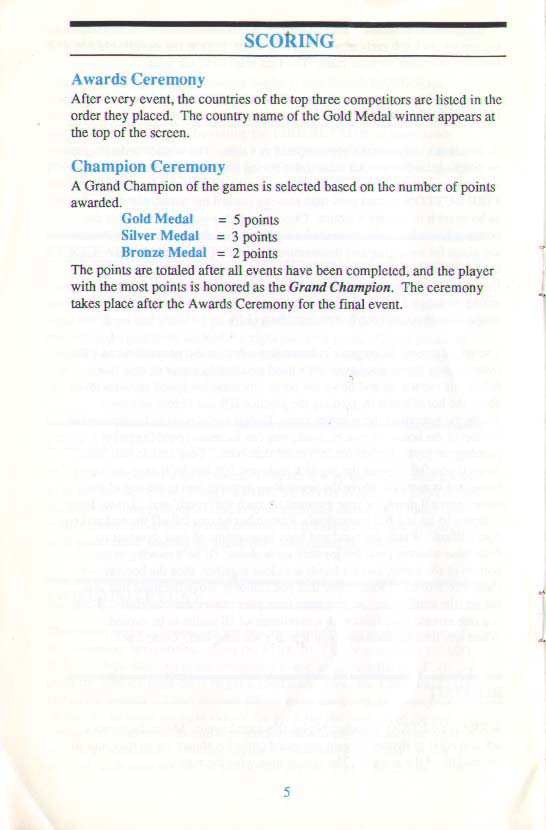 SCORING
Awards Ceremony
After every event, the countries of the top three competitors are listed in the
order they placed. The country name of the Gold Medal winner appears at
the top of the screen.
Champion Ceremony
A Grand Champion of the games is selected based on the number of points
awarded.
Gold Medal = 5 points
Silver Medal = 3 points
Bronze Medal = 2 points
The points are totaled after all events have been completed, and the player
with the most points is honored as the Grand Champion. The ceremony
takes place after the Awards Ceremony for the final event.
5